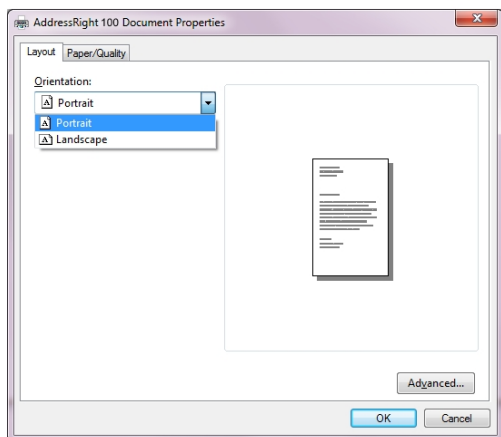 AddressRight 100 Document Properties
Layout Paper/Quality
Orientation:
A Portrait
A Portrait
A Landscape
Advanced...
OK Cancel